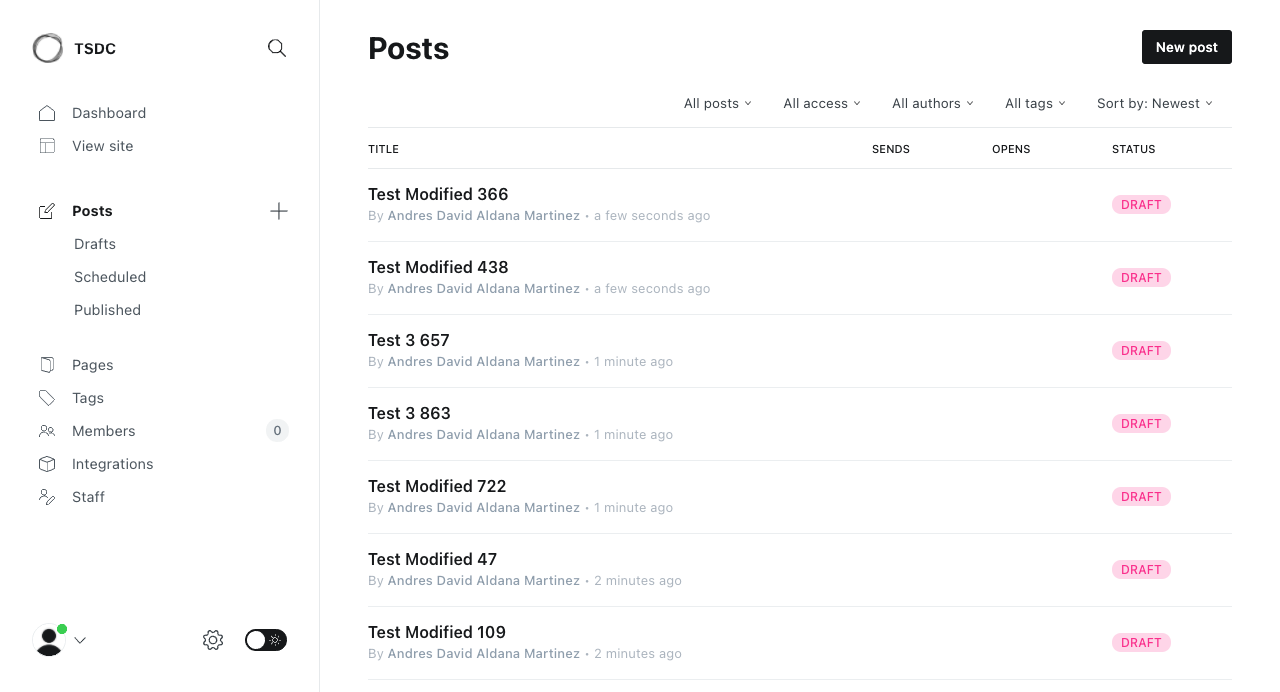 TSDC
Dashboard
View site
Posts
Drafts
Scheduled
Published
Pages
Tags
Members 0
Integrations
Staff
Posts
New post
All posts All access All authors All tags Sort by: Newest
TITLE SENDS OPENS STATUS
Test Modified 366
By Andres David Aldana Martinez • a few seconds ago
DRAFT
Test Modified 438
By Andres David Aldana Martinez • a few seconds ago
DRAFT
Test 3 657
By Andres David Aldana Martinez • 1 minute ago
DRAFT
Test 3 863
By Andres David Aldana Martinez • 1 minute ago
DRAFT
Test Modified 722
By Andres David Aldana Martinez • 1 minute ago
DRAFT
Test Modified 47
By Andres David Aldana Martinez • 2 minutes ago
DRAFT
Test Modified 109
By Andres David Aldana Martinez • 2 minutes ago
DRAFT